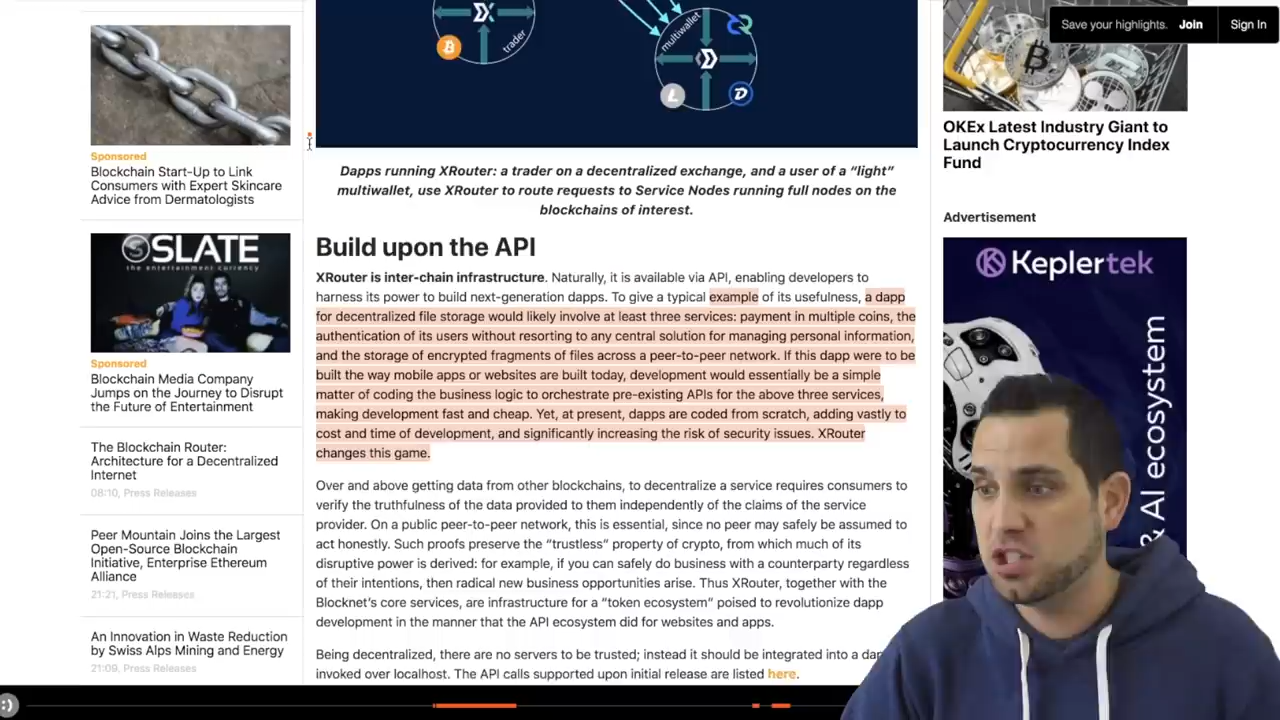 Save your highlights. Join Sign In
trader
multiwallet
Sponsored
Blockchain Start-Up to Link
Consumers with Expert Skincare
Advice from Dermatologists
SLATE
the entertainment currency
Sponsored
Blockchain Media Company
Jumps on the Journey to Disrupt
the Future of Entertainment
The Blockchain Router:
Architecture for a Decentralized
Internet
08:10, Press Releases
Peer Mountain Joins the Largest
Open-Source Blockchain
Initiative, Enterprise Ethereum
Alliance
21:21, Press Releases
An Innovation in Waste Reduction
by Swiss Alps Mining and Energy
21:09, Press Releases
Dapps running XRouter: a trader on a decentralized exchange, and a user of a “light”
multiwallet, use XRouter to route requests to Service Nodes running full nodes on the
blockchains of interest.
Build upon the API
XRouter is inter-chain infrastructure. Naturally, it is available via API, enabling developers to
harness its power to build next-generation dapps. To give a typical example of its usefulness, a dapp
for decentralized file storage would likely involve at least three services: payment in multiple coins, the
authentication of its users without resorting to any central solution for managing personal information,
and the storage of encrypted fragments of files across a peer-to-peer network. If this dapp were to be
built the way mobile apps or websites are built today, development would essentially be a simple
matter of coding the business logic to orchestrate pre-existing APIs for the above three services,
making development fast and cheap. Yet, at present, dapps are coded from scratch, adding vastly to
cost and time of development, and significantly increasing the risk of security issues. XRouter
changes this game.
Over and above getting data from other blockchains, to decentralize a service requires consumers to
verify the truthfulness of the data provided to them independently of the claims of the service
provider. On a public peer-to-peer network, this is essential, since no peer may safely be assumed to
act honestly. Such proofs preserve the “trustless” property of crypto, from which much of its
disruptive power is derived: for example, if you can safely do business with a counterparty regardless
of their intentions, then radical new business opportunities arise. Thus XRouter, together with the
Blocknet’s core services, are infrastructure for a “token ecosystem” poised to revolutionize dapp
development in the manner that the API ecosystem did for websites and apps.
Being decentralized, there are no servers to be trusted; instead it should be integrated into a
invoked over localhost. The API calls supported upon initial release are listed here.
OKEx Latest Industry Giant to
Launch Cryptocurrency Index
Fund
Advertisement
Keplertek
& AI ecosystem